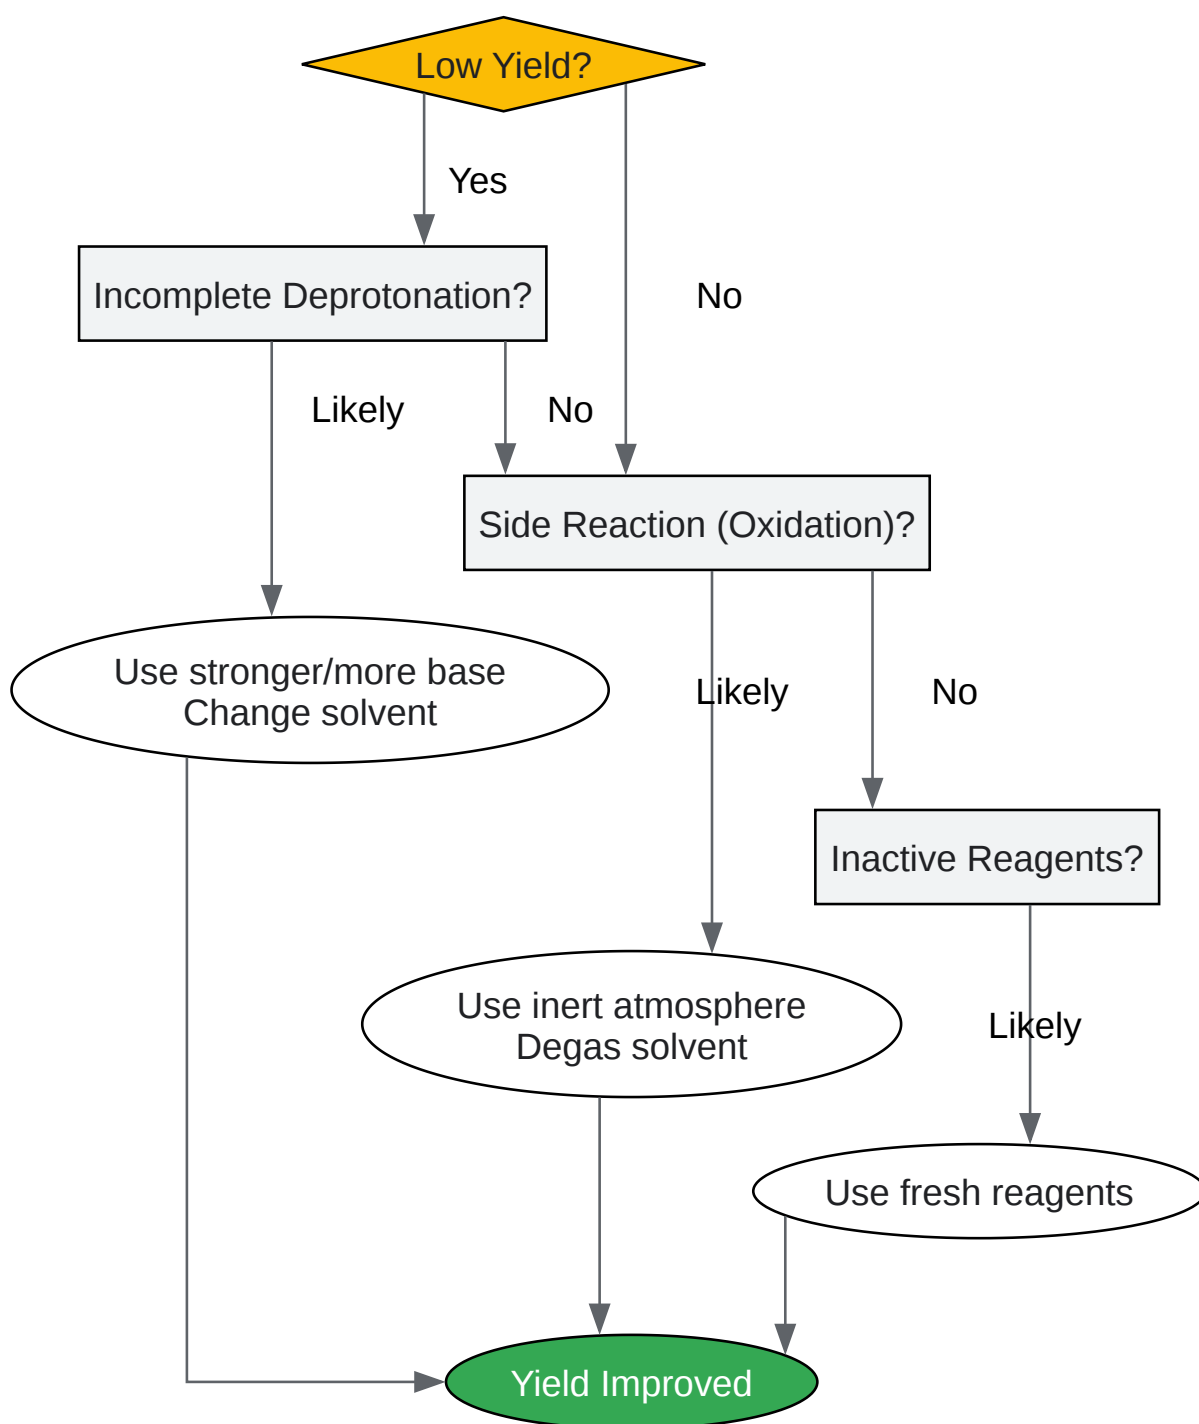 Low Yield?
Yes
Incomplete Deprotonation?
No
Likely
No
Side Reaction (Oxidation)?
Use stronger/more base
Change solvent
Likely
No
Inactive Reagents?
Use inert atmosphere
Degas solvent
Likely
Use fresh reagents
Yield Improved